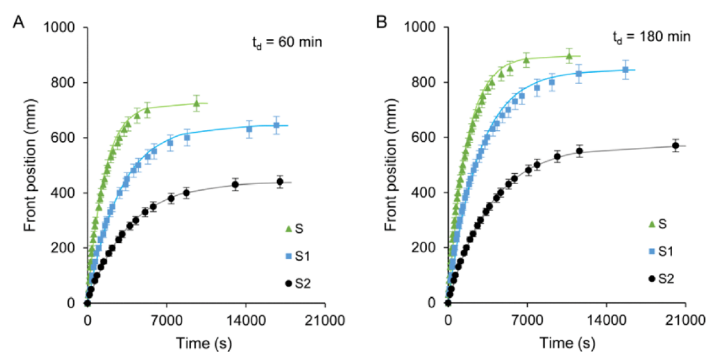 A
t_d = 60 min
Front position (mm)
1000
800
600
400
200
0
S
S1
S2
0 7000 14000 21000
Time (s)
B
t_d = 180 min
Front position (mm)
1000
800
600
400
200
0
S
S1
S2
0 7000 14000 21000
Time (s)